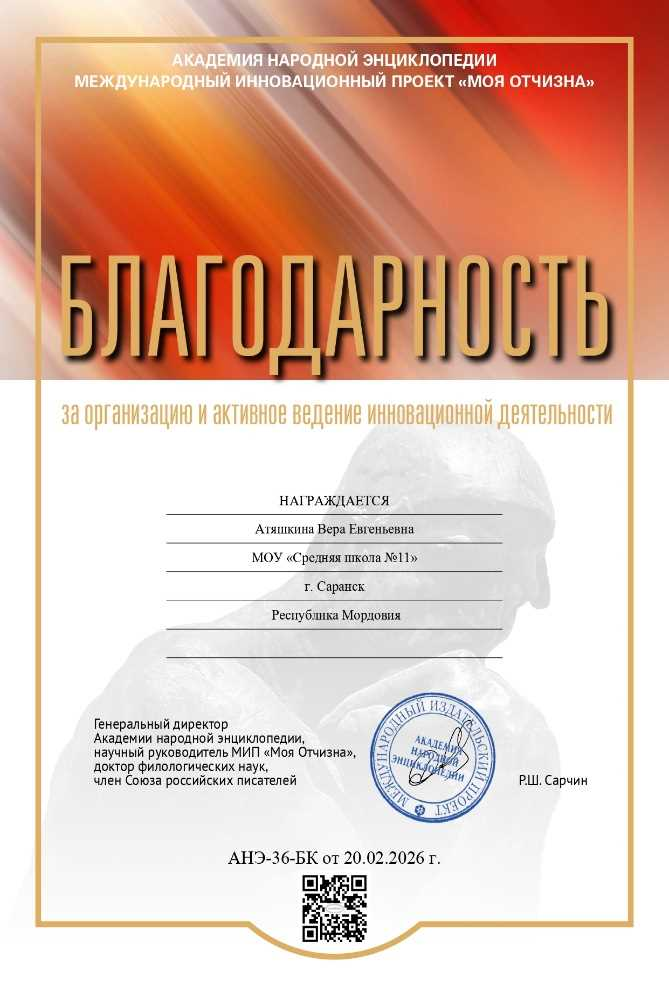 АКАДЕМИЯ НАРОДНОЙ ЭНЦИКЛОПЕДИИ
МЕЖДУНАРОДНЫЙ ИННОВАЦИОННЫЙ ПРОЕКТ «МОЯ ОТЧИЗНА»
БЛАГОДАРНОСТЬ
за организацию и активное ведение инновационной деятельности
НАГРАЖДАЕТСЯ
Атяшкина Вера Евгеньевна
МОУ «Средняя школа №11»
г. Саранск
Республика Мордовия
Генеральный директор
Академии народной энциклопедии,
научный руководитель МИП «Моя Отчизна»,
доктор филологических наук,
член Союза российских писателей
МЕЖДУНАРОДНЫЙ ИЗДАТЕЛЬСКИЙ ПРОЕКТ
АКАДЕМИЯ
НАРОДНОЙ
ЭНЦИКЛОПЕДИИ
Р.Ш. Сарчин
АНЭ-36-БК от 20.02.2026 г.